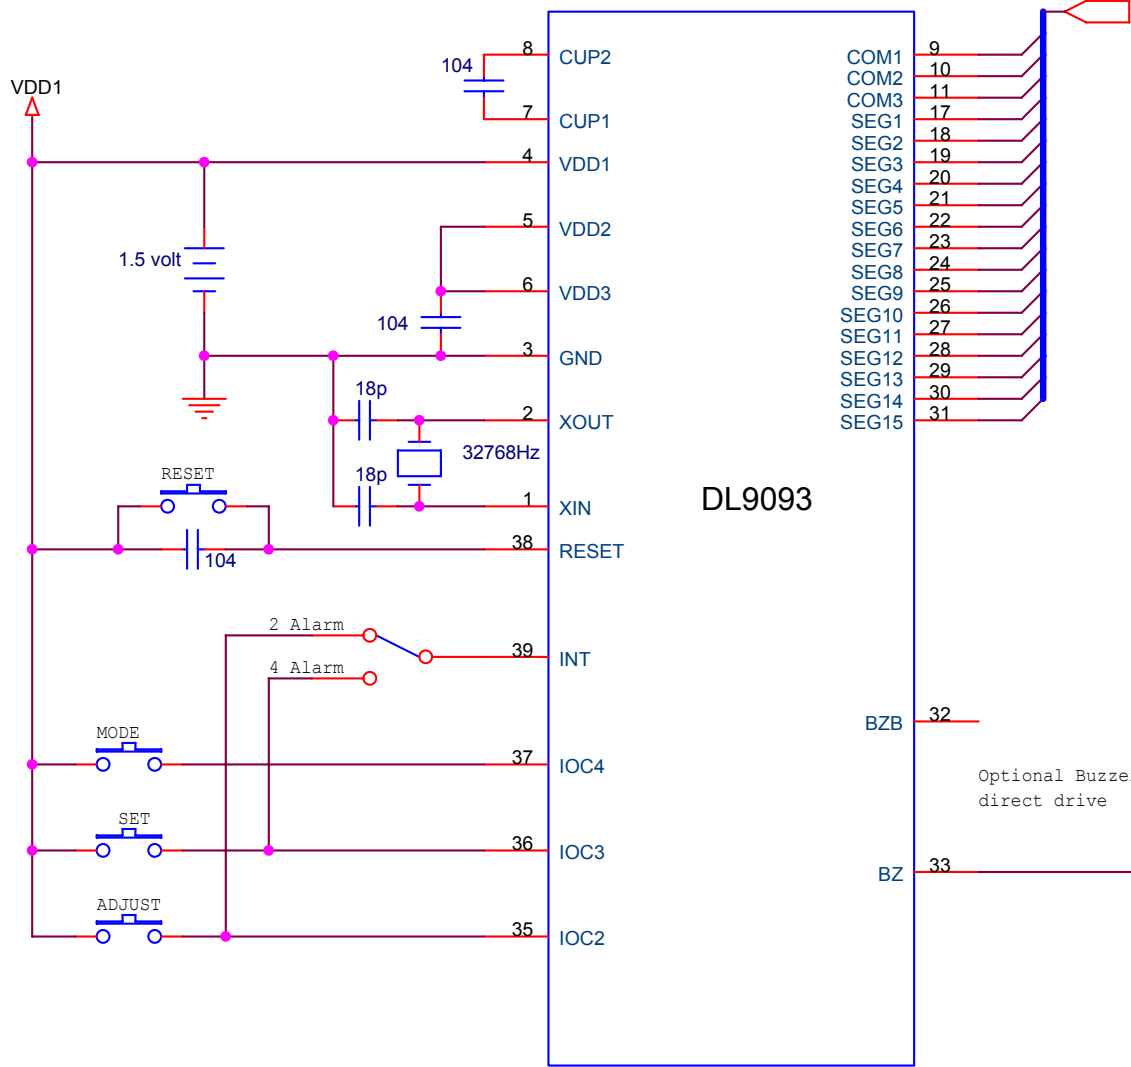 8 CUP2
104
7 CUP1
VDD1
4 VDD1
5 VDD2
1.5 volt
6 VDD3
104
3 GND
18p
2 XOUT
32768Hz
18p
1 XIN
RESET
38 RESET
104
2 Alarm
39 INT
4 Alarm
MODE
37 IOC4
SET
36 IOC3
ADJUST
35 IOC2
DL9093
COM1 9
COM2 10
COM3 11
SEG1 17
SEG2 18
SEG3 19
SEG4 20
SEG5 21
SEG6 22
SEG7 23
SEG8 24
SEG9 25
SEG10 26
SEG11 27
SEG12 28
SEG13 29
SEG14 30
SEG15 31
BZB 32
Optional Buzze
direct drive
BZ 33